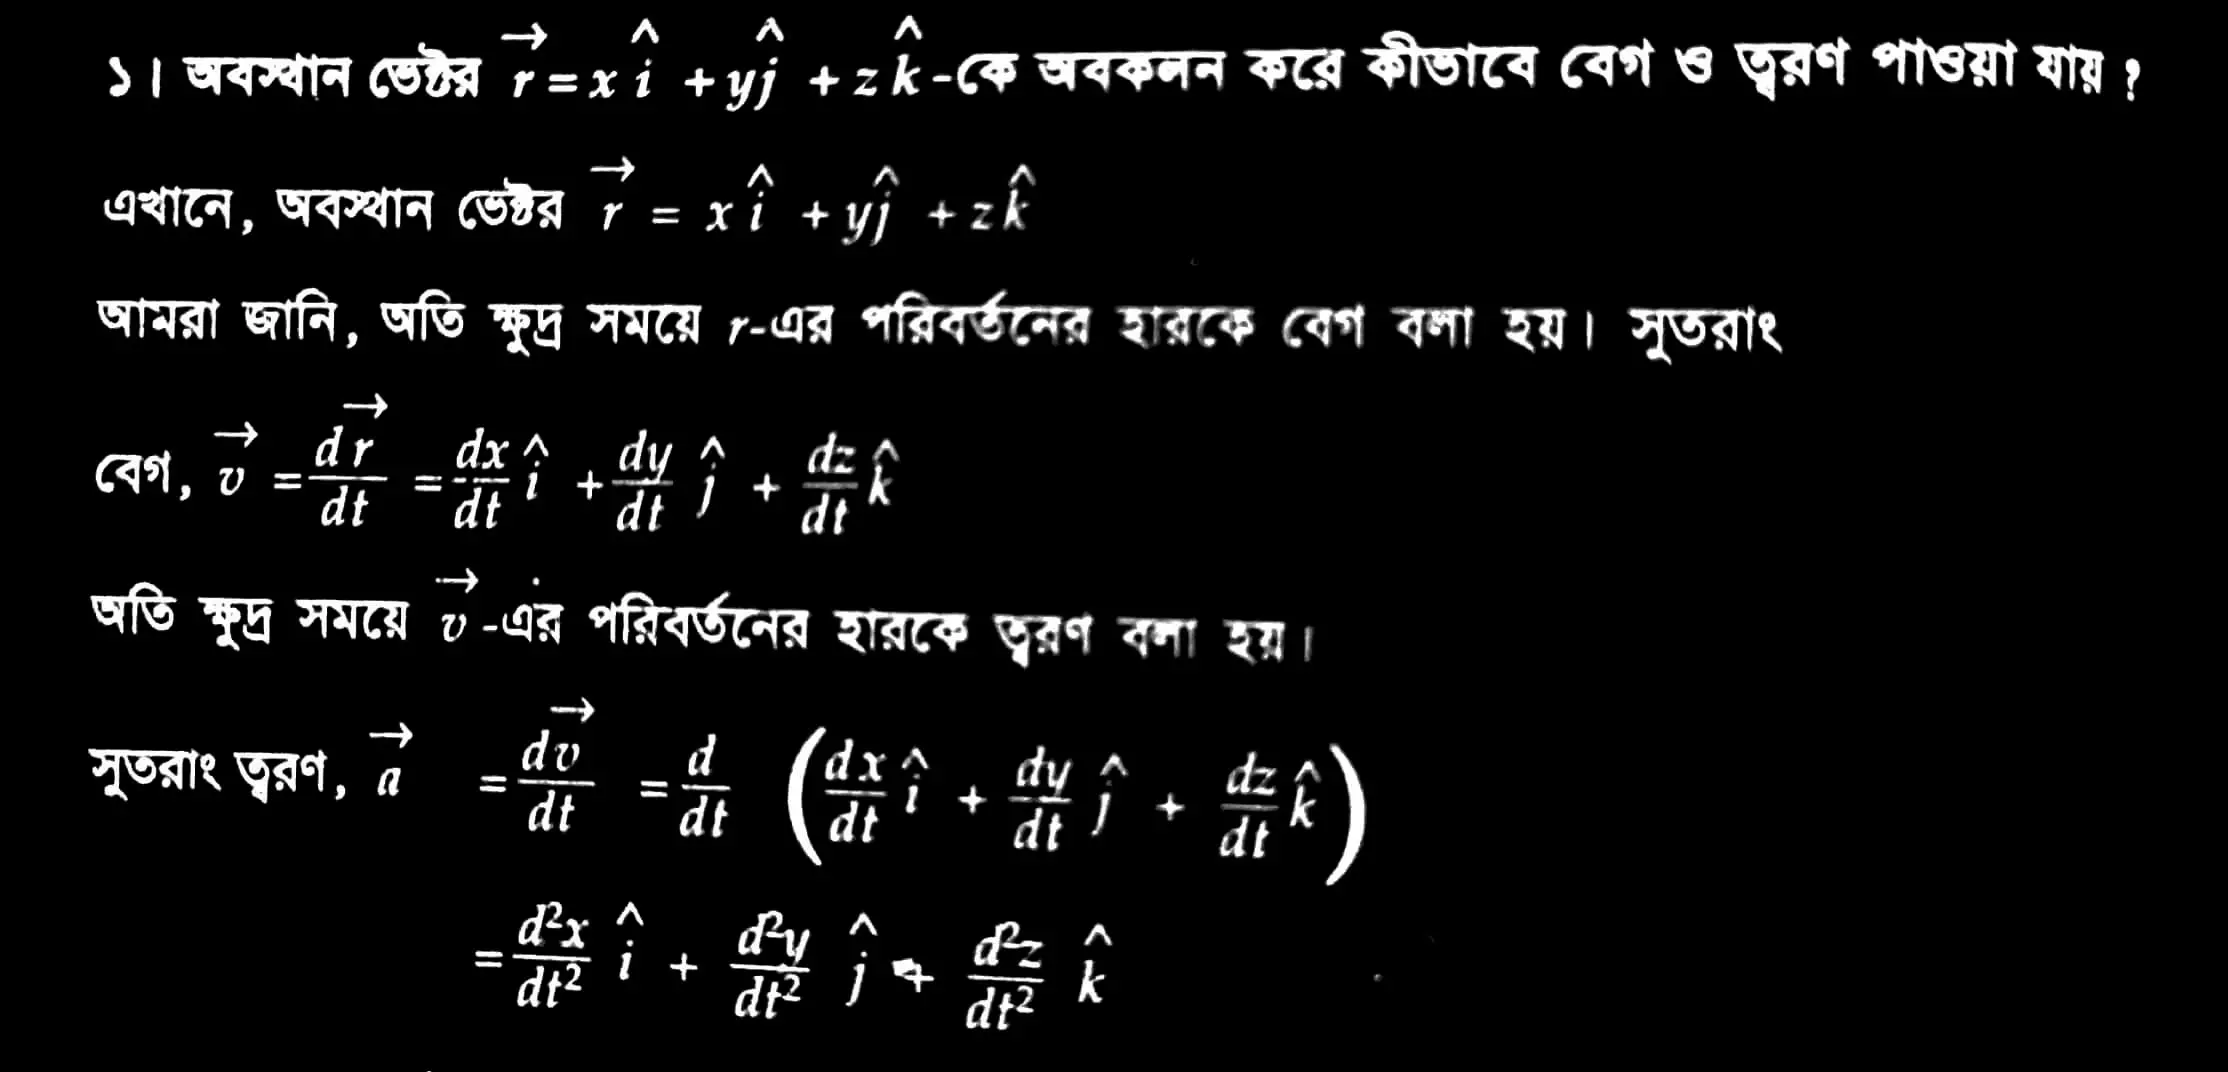 ১। অবস্থান ভেক্টর \vec{r} = x\hat{i} + y\hat{j} + z\hat{k}-কে অবকলন করে কীভাবে বেগ ও ত্বরণ পাওয়া যায় ?
এখানে, অবস্থান ভেক্টর \vec{r} = x\hat{i} + y\hat{j} + z\hat{k}
আমরা জানি, অতি ক্ষুদ্র সময়ে r-এর পরিবর্তনের হারকে বেগ বলা হয়। সুতরাং
বেগ, \vec{v} = \frac{d\vec{r}}{dt} = \frac{dx}{dt}\hat{i} + \frac{dy}{dt}\hat{j} + \frac{dz}{dt}\hat{k}
অতি ক্ষুদ্র সময়ে \vec{v}-এর পরিবর্তনের হারকে ত্বরণ বলা হয়।
সুতরাং ত্বরণ, \vec{a} = \frac{d\vec{v}}{dt} = \frac{d}{dt} \left(\frac{dx}{dt}\hat{i} + \frac{dy}{dt}\hat{j} + \frac{dz}{dt}\hat{k}\right)
= \frac{d^2x}{dt^2}\hat{i} + \frac{d^2y}{dt^2}\hat{j} + \frac{d^2z}{dt^2}\hat{k}